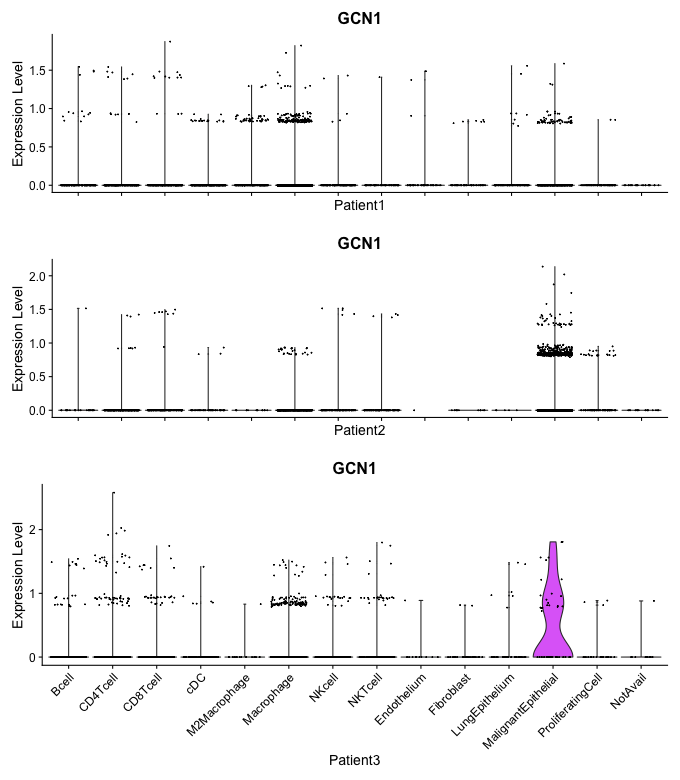 GCN1
Expression Level
1.5
1.0
0.5
0.0
Patient1
GCN1
Expression Level
2.0
1.5
1.0
0.5
0.0
Patient2
GCN1
Expression Level
2
1
0
Bcell
CD4Tcell
CD8Tcell
cDC
M2Macrophage
Macrophage
NKcell
NKTcell
Endothelium
Fibroblast
LungEpithelium
MalignantEpithelial
ProliferatingCell
NotAvail
Patient3